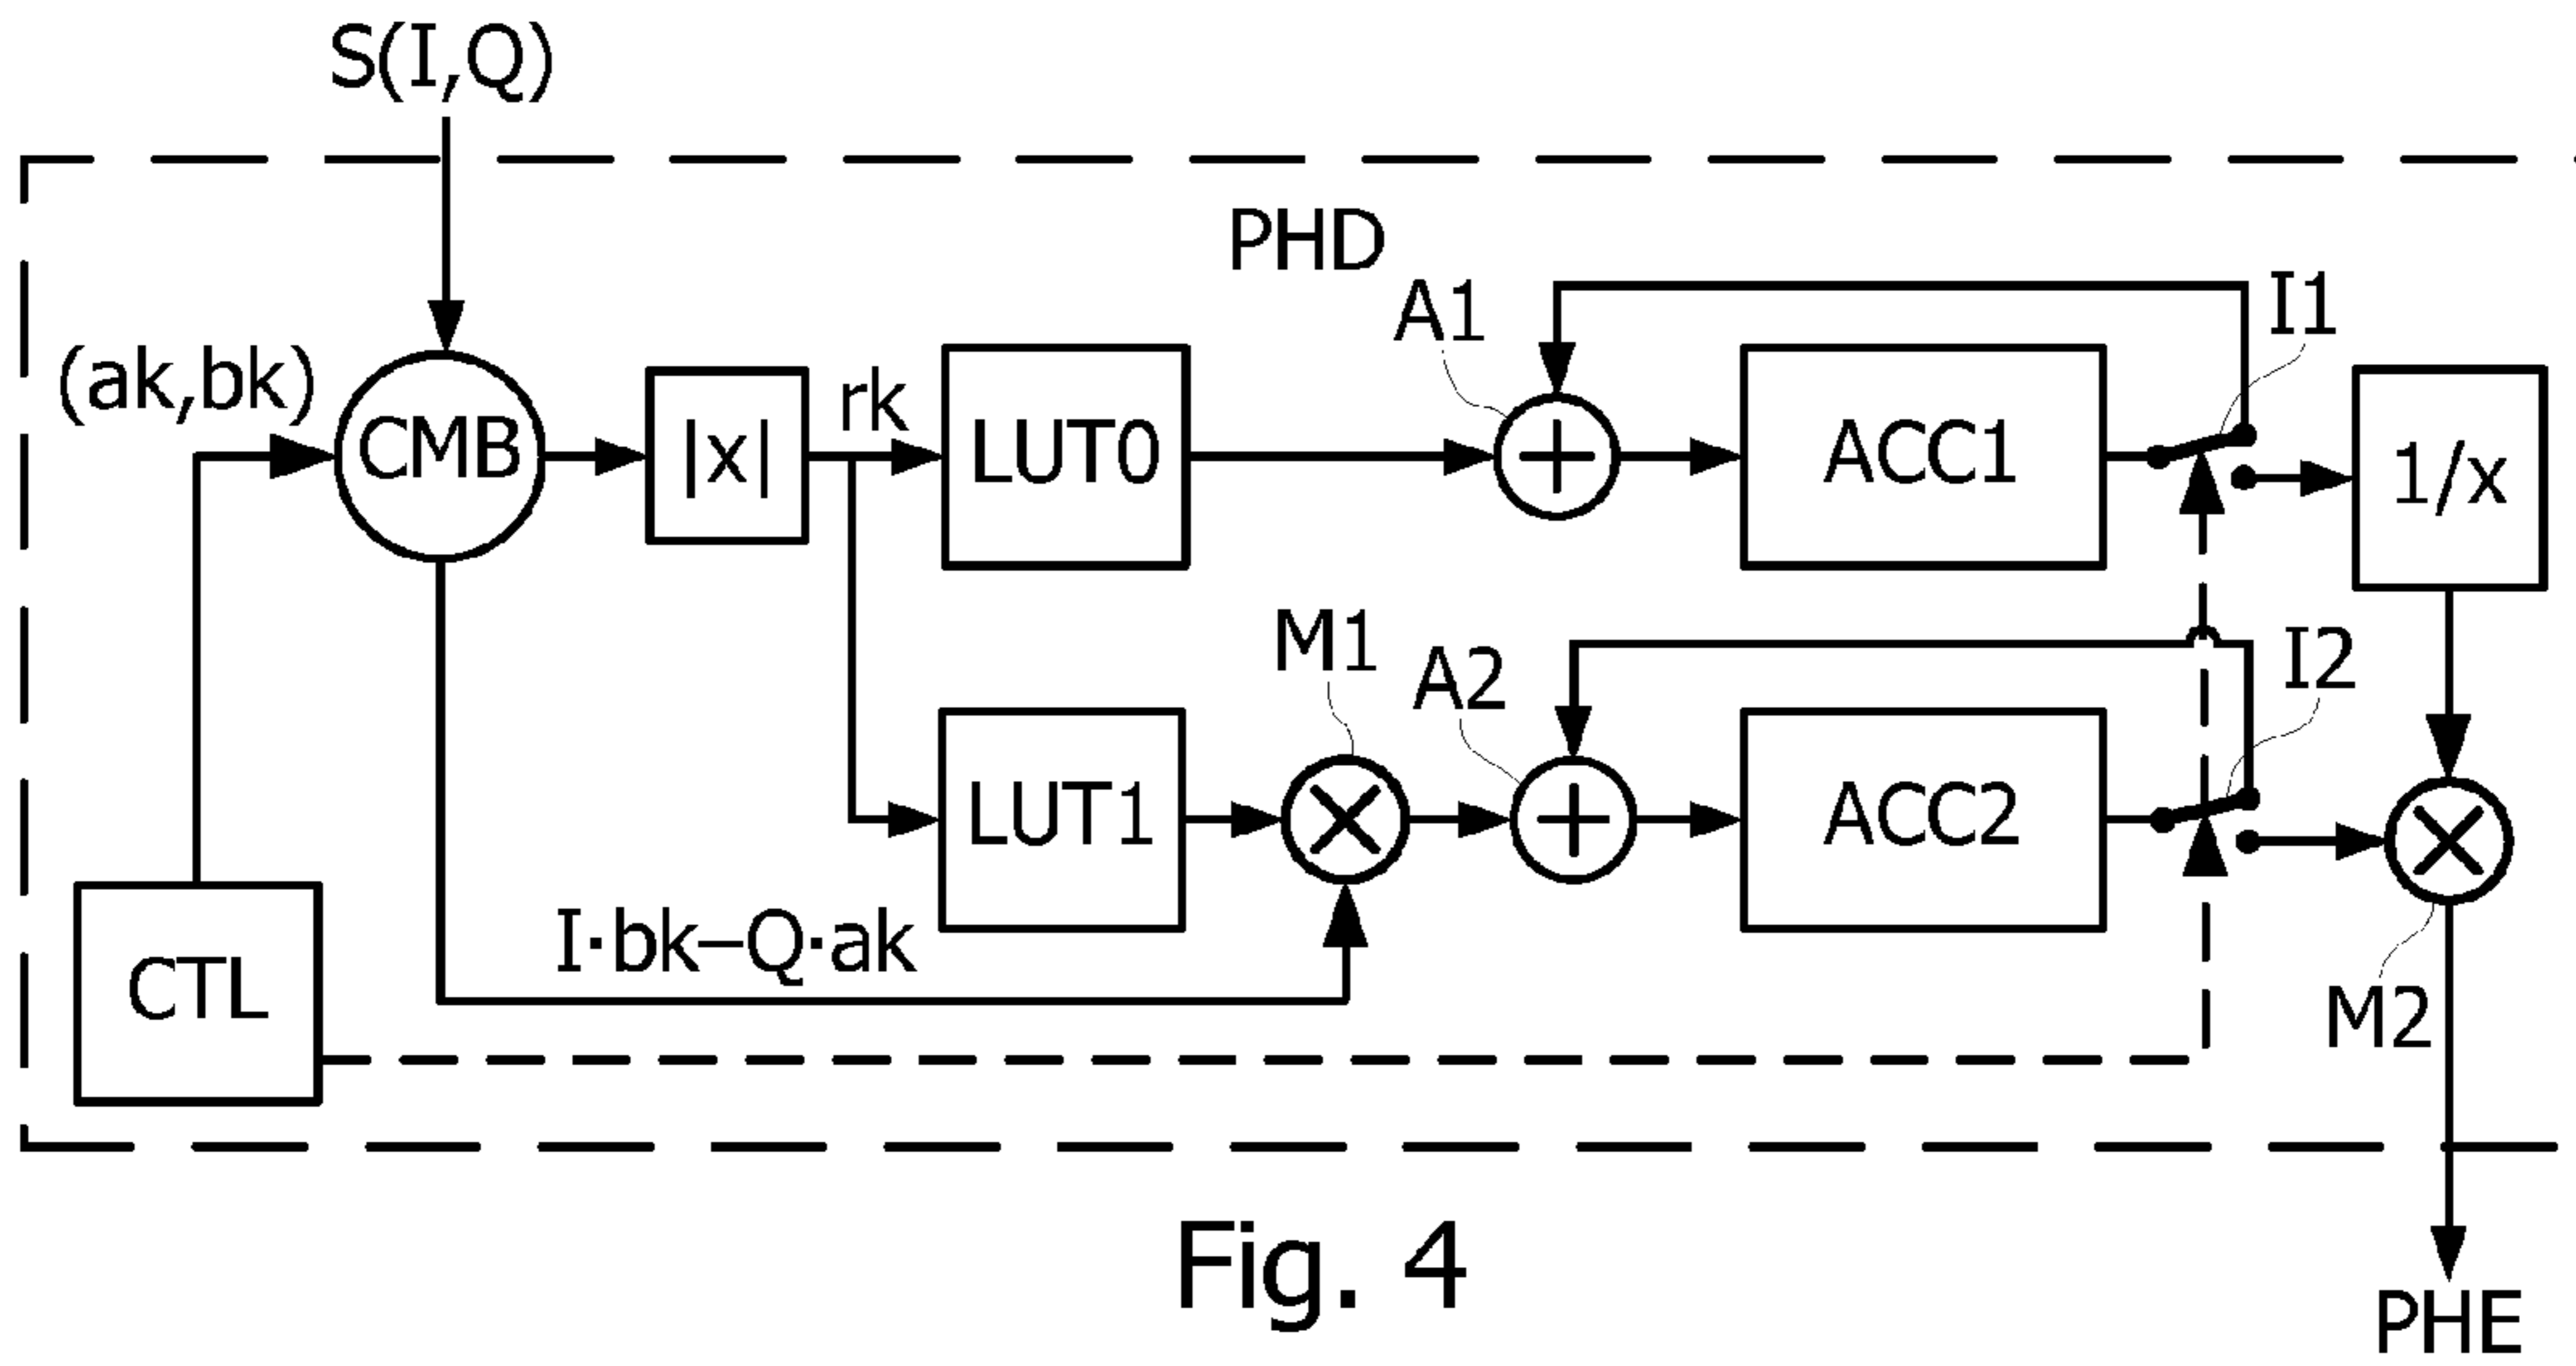 S(I,Q)
PHD
A1
I1
(ak,bk)
CMB
|x|
rk
LUT0
+
ACC1
1/x
M1
A2
I2
LUT1
×
+
ACC2
×
I·bk–Q·ak
CTL
M2
Fig. 4
PHE